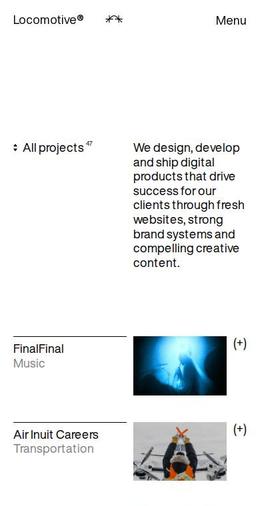 Locomotive®
Menu
All projects 47
We design, develop
and ship digital
products that drive
success for our
clients through fresh
websites, strong
brand systems and
compelling creative
content.
FinalFinal
Music
(+)
Air Inuit Careers
Transportation
(+)